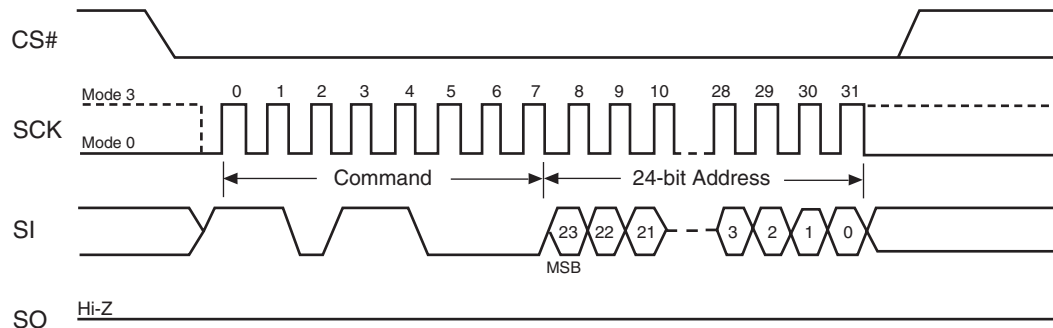 CS#
Mode 3
0 1 2 3 4 5 6 7 8 9 10 28 29 30 31
SCK
Mode 0
Command 24-bit Address
SI
23 22 21 3 2 1 0
MSB
Hi-Z
SO